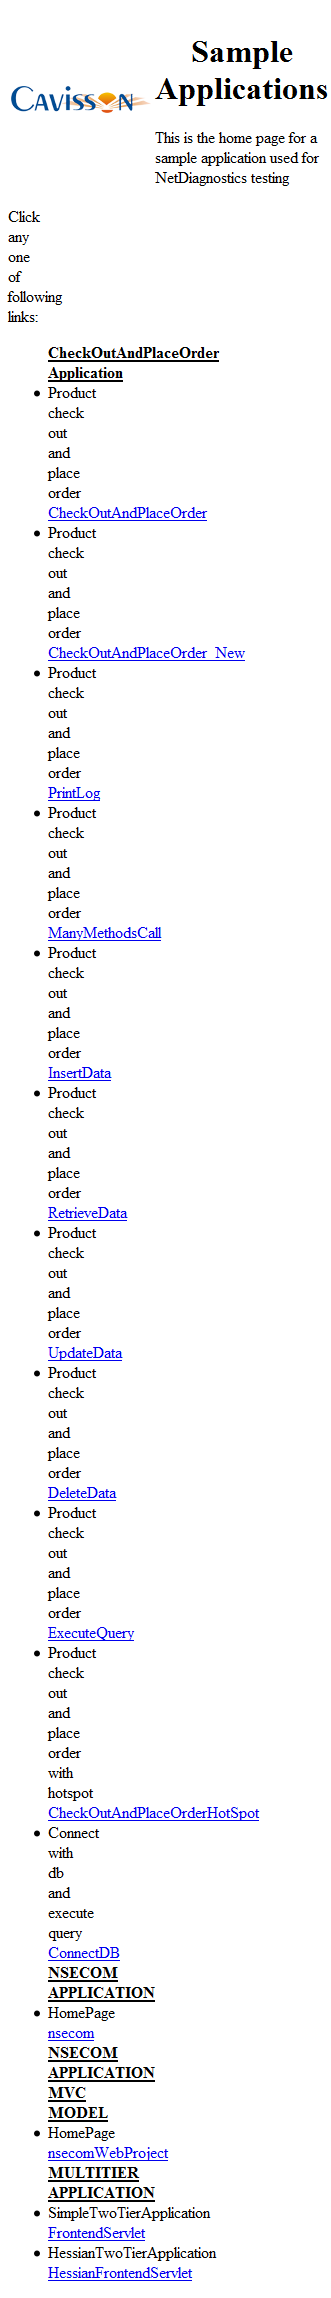 CAVISSON
Sample
Applications
This is the home page for a
sample application used for
NetDiagnostics testing
Click
any
one
of
following
links:
CheckOutAndPlaceOrder
Application
Product
check
out
and
place
order
CheckOutAndPlaceOrder
Product
check
out
and
place
order
CheckOutAndPlaceOrder_New
Product
check
out
and
place
order
PrintLog
Product
check
out
and
place
order
ManyMethodsCall
Product
check
out
and
place
order
InsertData
Product
check
out
and
place
order
RetrieveData
Product
check
out
and
place
order
UpdateData
Product
check
out
and
place
order
DeleteData
Product
check
out
and
place
order
ExecuteQuery
Product
check
out
and
place
order
with
hotspot
CheckOutAndPlaceOrderHotSpot
Connect
with
db
and
execute
query
ConnectDB
NSECOM
APPLICATION
HomePage
nsecom
NSECOM
APPLICATION
MVC
MODEL
HomePage
nsecomWebProject
MULTITIER
APPLICATION
SimpleTwoTierApplication
FrontendServlet
HessianTwoTierApplication
HessianFrontendServlet